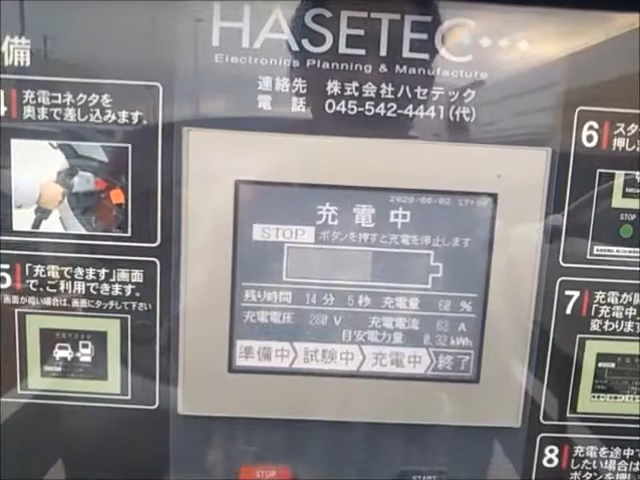 HASETEC
Electronics Planning & Manufacture
連絡先 株式会社ハセテック
電話 045-542-4441(代)
備
4 充電コネクタを
奥まで差し込みます。
5 「充電できます」画面
で、ご利用できます。
画面が暗い場合は、画面にタッチして下さい
充電中
STOP ボタンを押すと充電を停止します
残り時間 14分 5秒 充電量 60 %
充電電圧 V 充電電流 63 A
目安電力量 0.32 kWh
準備中 試験中 充電中 終了
STOP
START
6 スタ
押し
STOP
7 充電が
「充電中
変わります
8 充電を途中で
したい場合は
ボタンを押